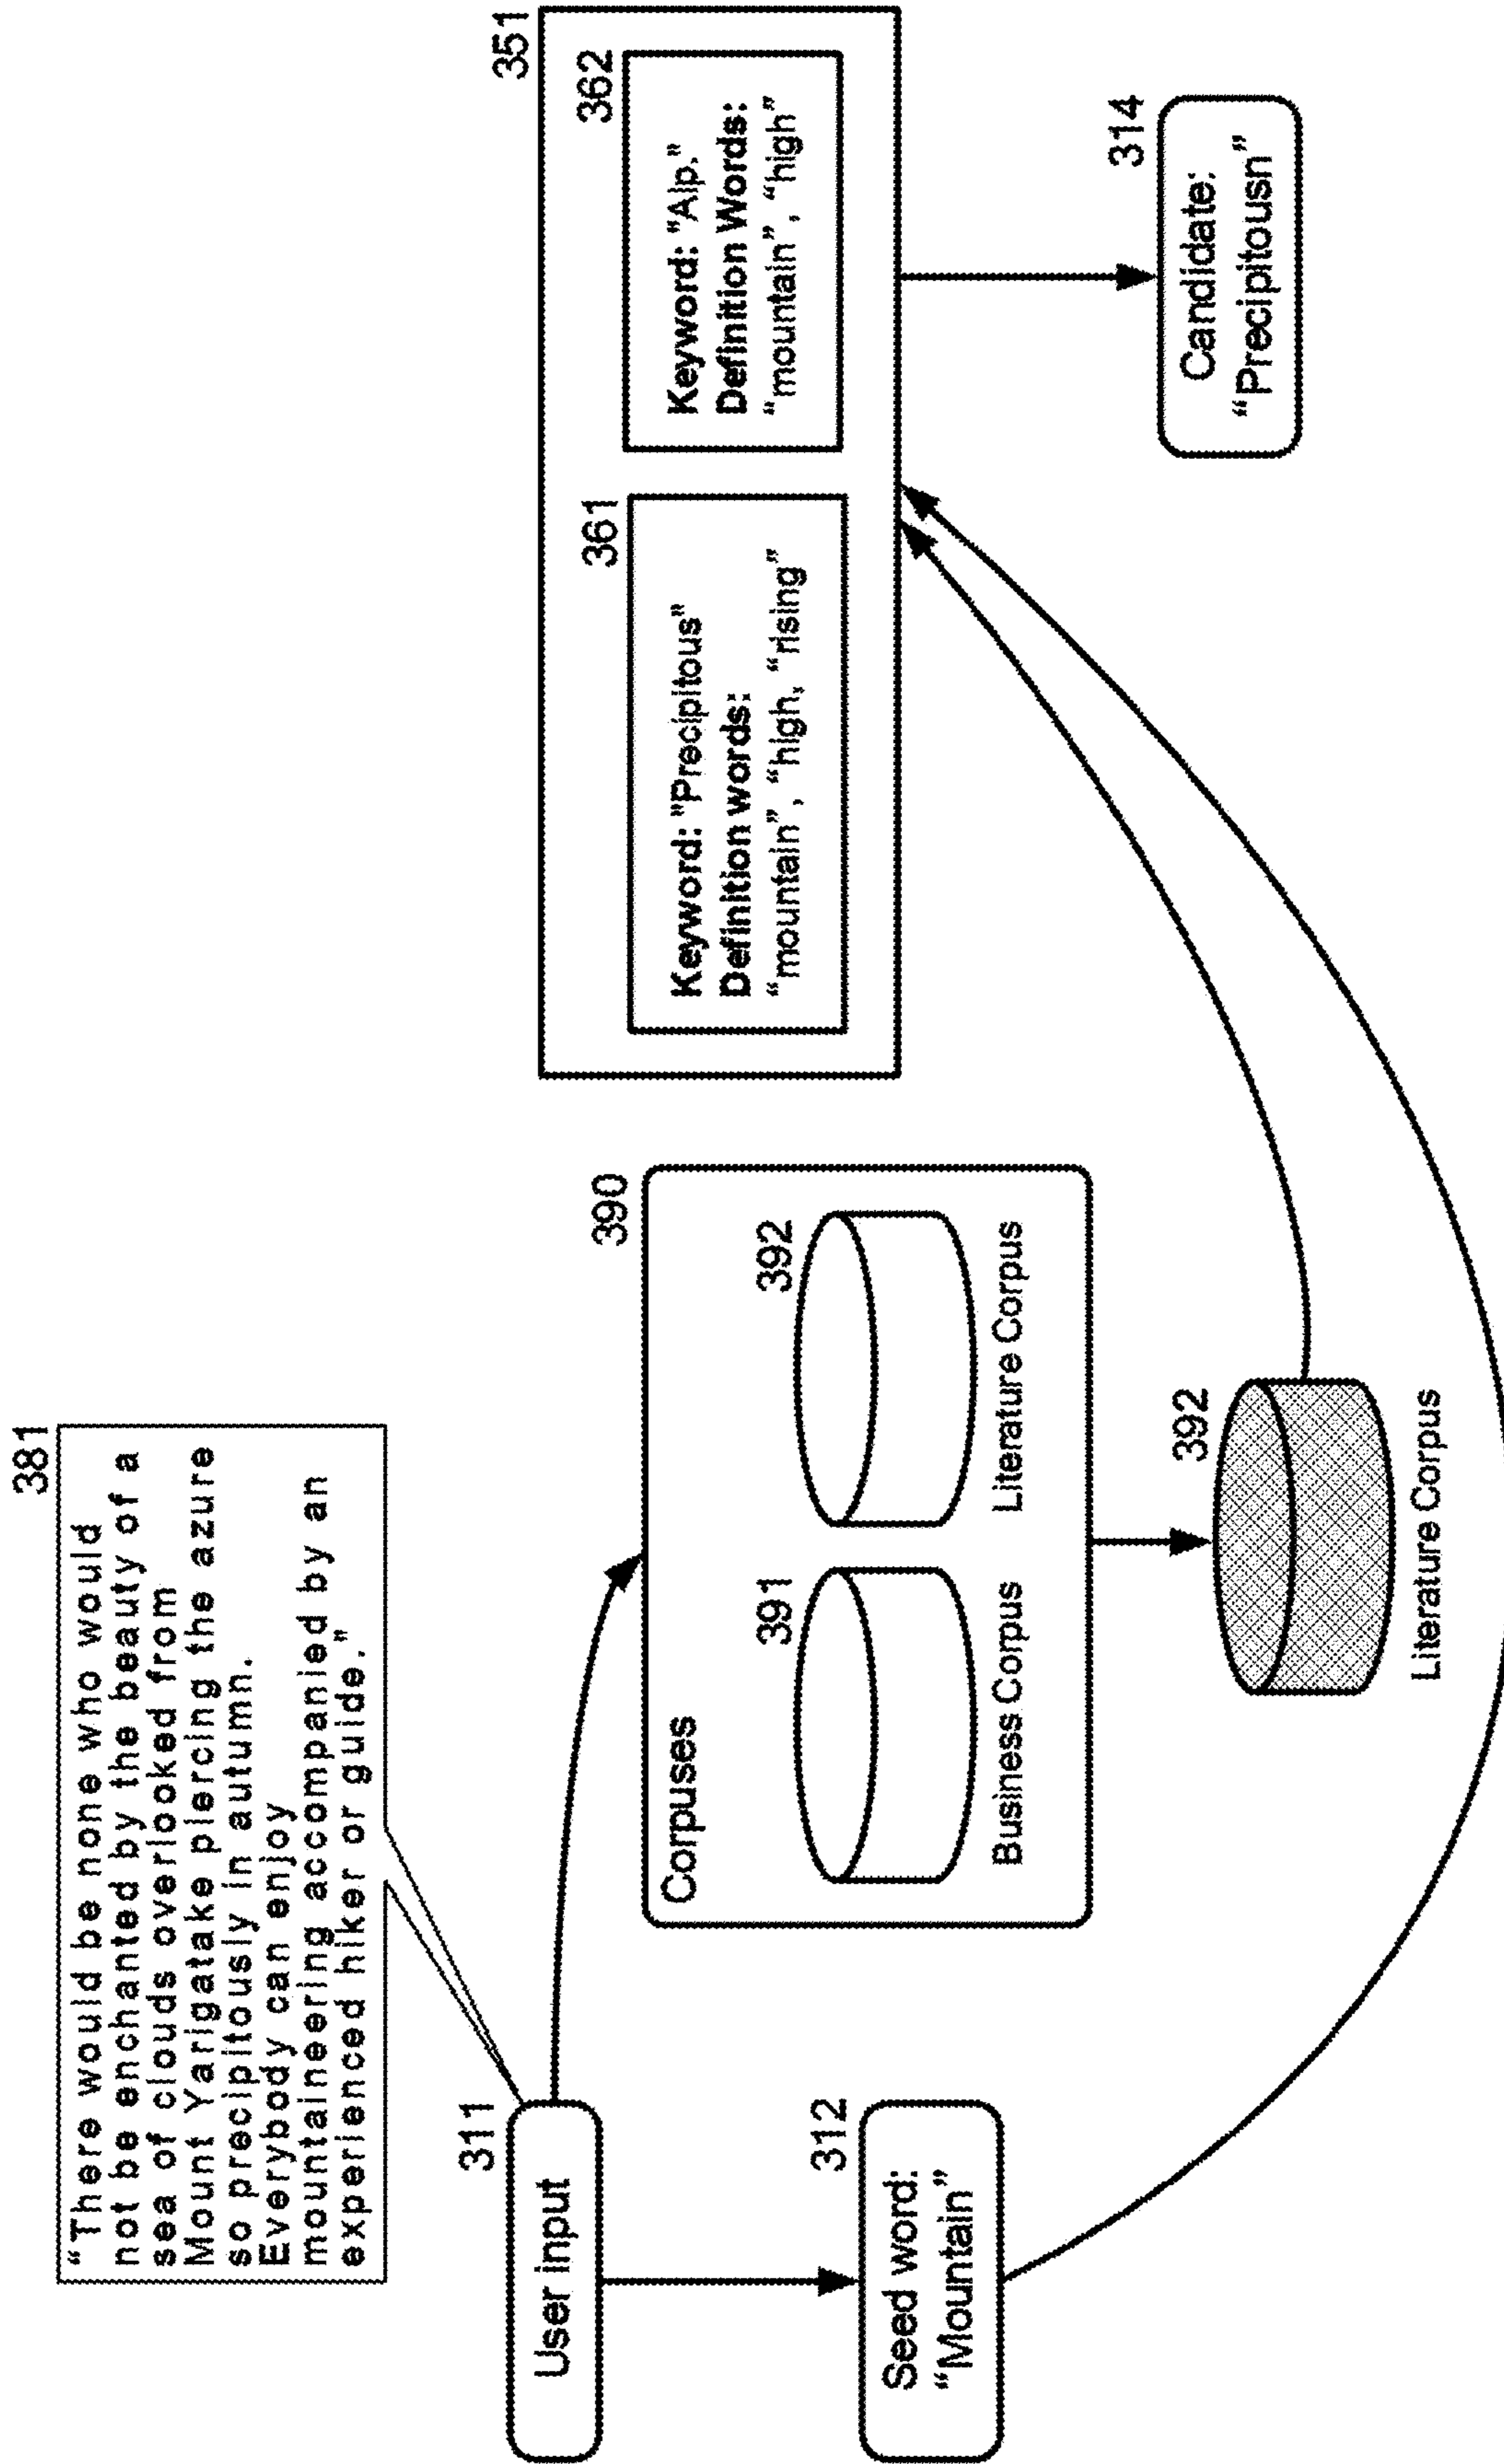 381
“There would be none who would
not be enchanted by the beauty of a
sea of clouds overlooked from
Mount Yarigatake piercing the azure
so precipitously in autumn.
Everybody can enjoy
mountaineering accompanied by an
experienced hiker or guide.”
311
User input
312
Seed word:
“Mountain”
390
Corpuses
391
Business Corpus
392
Literature Corpus
392
Literature Corpus
351
361
Keyword: "Precipitous"
Definition words:
“mountain”, “high, “rising”
362
Keyword: "Alp."
Definition Words:
“mountain”, “high”
314
Candidate:
“Precipitousn”